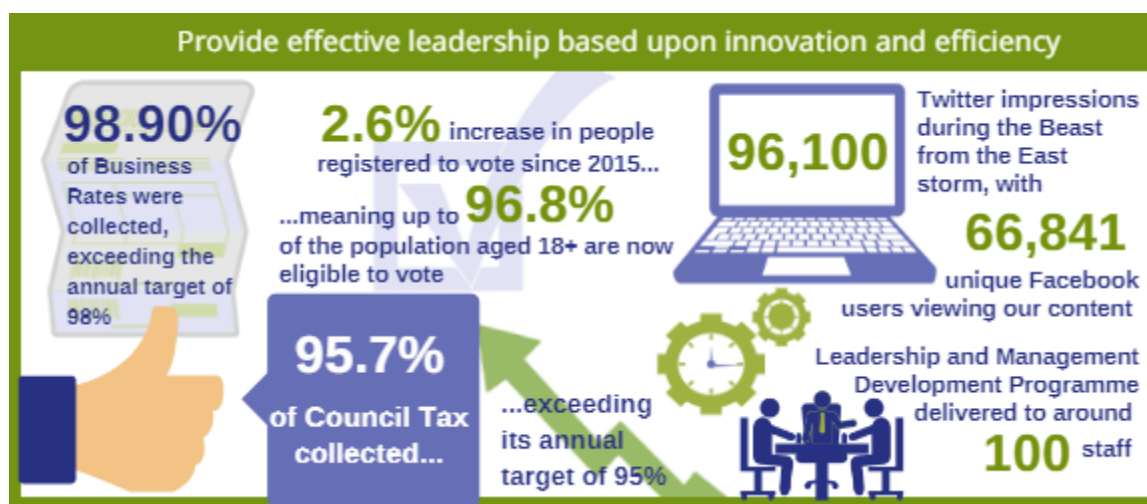 Provide effective leadership based upon innovation and efficiency
98.90%
of Business
Rates were
collected,
exceeding the
annual target of
98%
2.6% increase in people
registered to vote since 2015...
...meaning up to 96.8%
of the population aged 18+ are now
eligible to vote
95.7%
of Council Tax
collected...
...exceeding
its annual
target of 95%
96,100
Twitter impressions
during the Beast
from the East
storm, with
66,841
unique Facebook
users viewing our content
Leadership and Management
Development Programme
delivered to around
100 staff